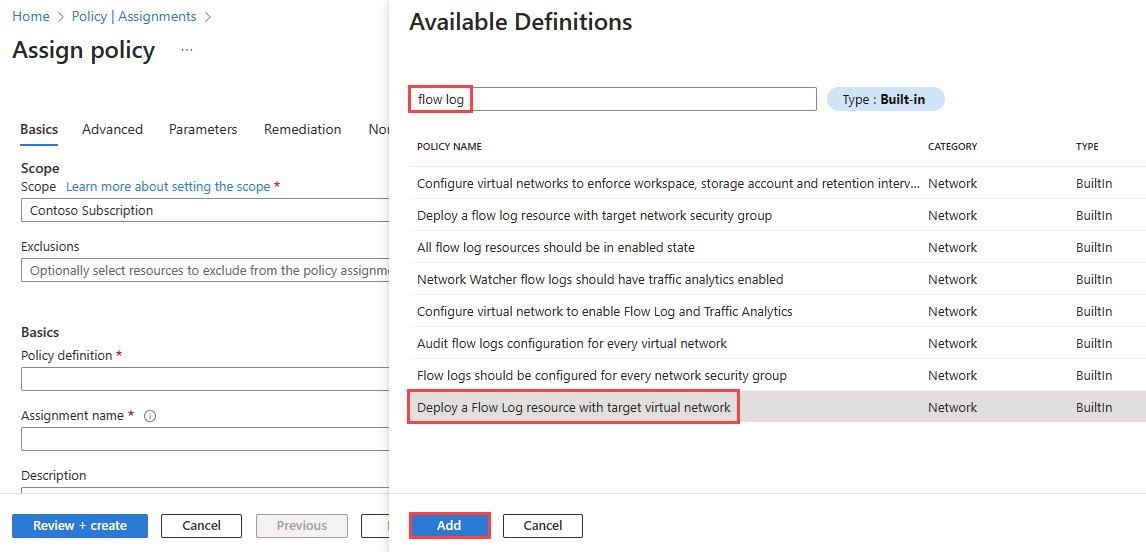 Home > Policy | Assignments >
Assign policy ...
Basics Advanced Parameters Remediation
Scope
Scope Learn more about setting the scope *
Contoso Subscription
Exclusions
Optionally select resources to exclude from the policy assignme
Basics
Policy definition *
Assignment name *
Description
Review + create Cancel Previous
Available Definitions
flow log Type : Built-in
POLICY NAME CATEGORY TYPE
Configure virtual networks to enforce workspace, storage account and retention interv... Network BuiltIn
Deploy a flow log resource with target network security group Network BuiltIn
All flow log resources should be in enabled state Network BuiltIn
Network Watcher flow logs should have traffic analytics enabled Network BuiltIn
Configure virtual network to enable Flow Log and Traffic Analytics Network BuiltIn
Audit flow logs configuration for every virtual network Network BuiltIn
Flow logs should be configured for every network security group Network BuiltIn
Deploy a Flow Log resource with target virtual network Network BuiltIn
Add Cancel